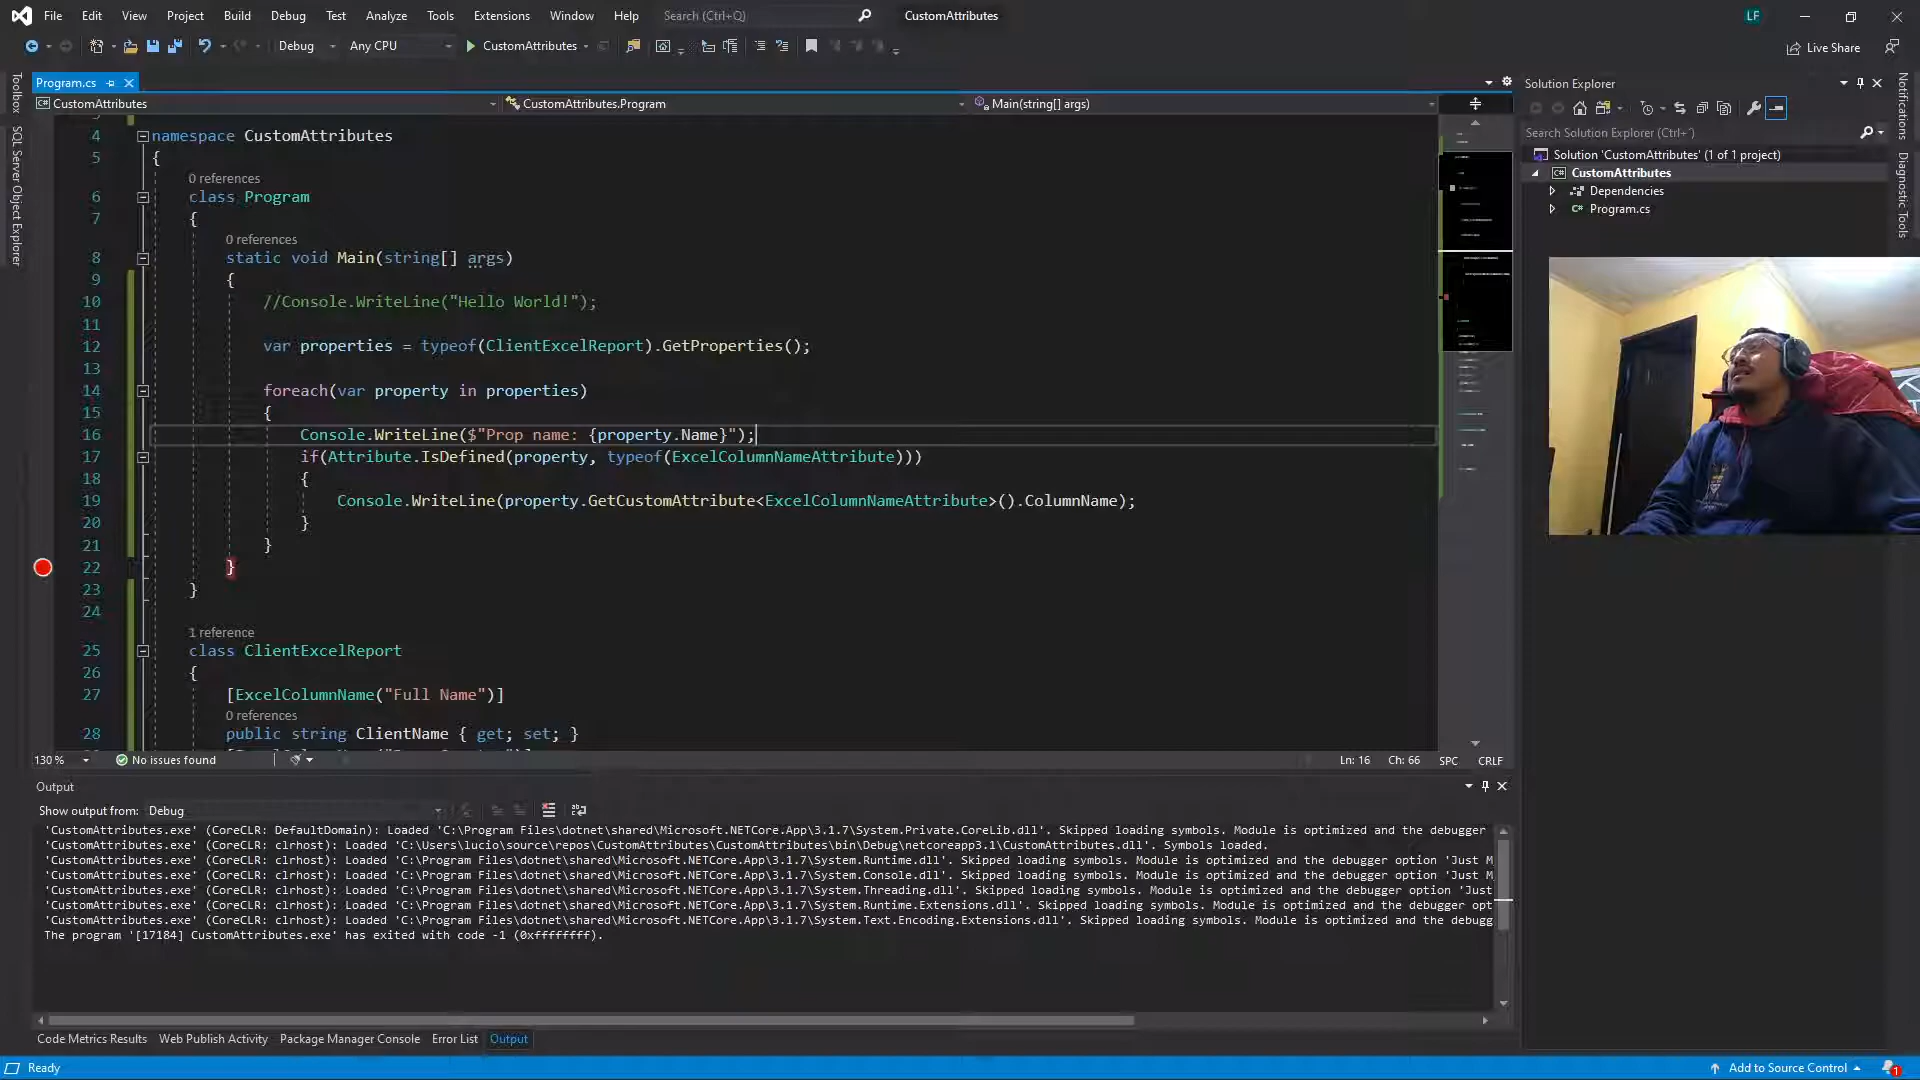 File Edit View Project Build Debug Test Analyze Tools Extensions Window Help Search (Ctrl+Q) CustomAttributes LF
Debug Any CPU CustomAttributes Live Share
Toolbox
SQL Server Object Explorer
Program.cs
CustomAttributes CustomAttributes.Program Main(string[] args)
4 namespace CustomAttributes
5 {
0 references
6 class Program
7 {
0 references
8 static void Main(string[] args)
9 {
10 //Console.WriteLine("Hello World!");
11
12 var properties = typeof(ClientExcelReport).GetProperties();
13
14 foreach(var property in properties)
15 {
16 Console.WriteLine($"Prop name: {property.Name}");
17 if(Attribute.IsDefined(property, typeof(ExcelColumnNameAttribute)))
18 {
19 Console.WriteLine(property.GetCustomAttribute<ExcelColumnNameAttribute>().ColumnName);
20 }
21 }
22 }
23 }
24
1 reference
25 class ClientExcelReport
26 {
27 [ExcelColumnName("Full Name")]
0 references
28 public string ClientName { get; set; }
130 % No issues found Ln: 16 Ch: 66 SPC CRLF
Output
Show output from: Debug
'CustomAttributes.exe' (CoreCLR: DefaultDomain): Loaded 'C:\Program Files\dotnet\shared\Microsoft.NETCore.App\3.1.7\System.Private.CoreLib.dll'. Skipped loading symbols. Module is optimized and the debugger
'CustomAttributes.exe' (CoreCLR: clrhost): Loaded 'C:\Users\lucio\source\repos\CustomAttributes\CustomAttributes\bin\Debug\netcoreapp3.1\CustomAttributes.dll'. Symbols loaded.
'CustomAttributes.exe' (CoreCLR: clrhost): Loaded 'C:\Program Files\dotnet\shared\Microsoft.NETCore.App\3.1.7\System.Runtime.dll'. Skipped loading symbols. Module is optimized and the debugger option 'Just M
'CustomAttributes.exe' (CoreCLR: clrhost): Loaded 'C:\Program Files\dotnet\shared\Microsoft.NETCore.App\3.1.7\System.Console.dll'. Skipped loading symbols. Module is optimized and the debugger option 'Just M
'CustomAttributes.exe' (CoreCLR: clrhost): Loaded 'C:\Program Files\dotnet\shared\Microsoft.NETCore.App\3.1.7\System.Threading.dll'. Skipped loading symbols. Module is optimized and the debugger option 'Just
'CustomAttributes.exe' (CoreCLR: clrhost): Loaded 'C:\Program Files\dotnet\shared\Microsoft.NETCore.App\3.1.7\System.Runtime.Extensions.dll'. Skipped loading symbols. Module is optimized and the debugger opt
'CustomAttributes.exe' (CoreCLR: clrhost): Loaded 'C:\Program Files\dotnet\shared\Microsoft.NETCore.App\3.1.7\System.Text.Encoding.Extensions.dll'. Skipped loading symbols. Module is optimized and the debugg
The program '[17184] CustomAttributes.exe' has exited with code -1 (0xffffffff).
Code Metrics Results Web Publish Activity Package Manager Console Error List Output
Solution Explorer
Search Solution Explorer (Ctrl+')
Solution 'CustomAttributes' (1 of 1 project)
CustomAttributes
Dependencies
C# Program.cs
Notifications
Diagnostic Tools
Ready Add to Source Control 1